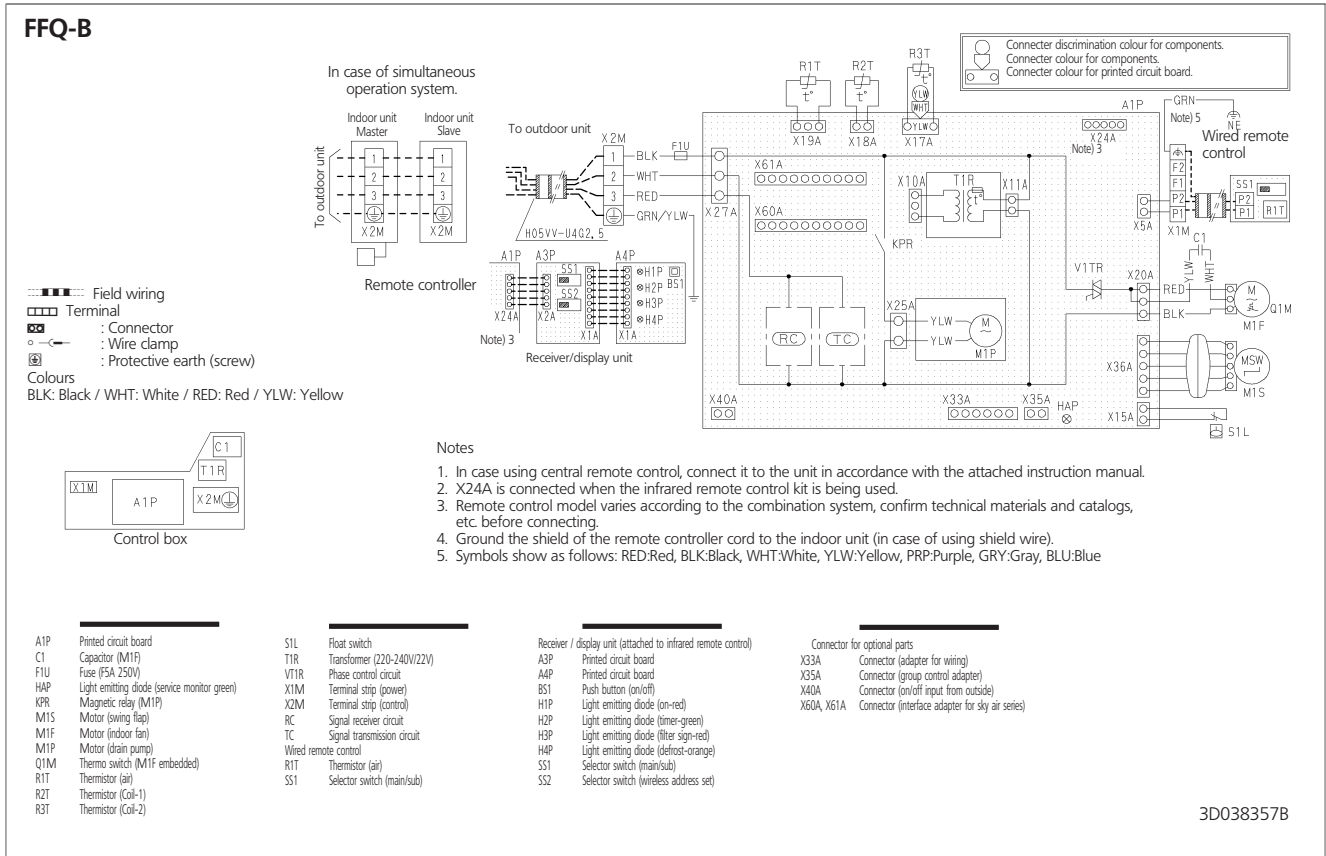 FFQ-B
In case of simultaneous
operation system.
Indoor unit
Master
Indoor unit
Slave
To outdoor unit
1
2
3
X2M
1
2
3
X2M
Remote controller
To outdoor unit
X2M
1
2
3
BLK
F1U
WHT
RED
GRN/YLW
H05VV-U4G2,5
X27A
A1P
A3P
A4P
SS1
SS2
H1P
H2P
H3P
H4P
BS1
X24A
X2A
X1A
X1A
Note) 3
Receiver/display unit
R1T
t°
X19A
R2T
t°
X18A
R3T
t°
YLW
WHT
YLW
X17A
Connecter discrimination colour for components.
Connecter colour for components.
Connecter colour for printed circuit board.
A1P
X24A
Note) 3
GRN
Note) 5
NE
Wired remote
control
F2
F1
P2
P1
X1M
X5A
SS1
P2
P1
R1T
X61A
X60A
X10A
T1R
t°
X11A
KPR
X25A
YLW
YLW
M
M1P
RC
TC
V1TR
X20A
C1
YLW
WHT
RED
BLK
M
Q1M
M1F
X36A
MSW
M1S
X40A
X33A
X35A
HAP
X15A
S1L
Field wiring
Terminal
: Connector
: Wire clamp
: Protective earth (screw)
Colours
BLK: Black / WHT: White / RED: Red / YLW: Yellow
C1
T1R
X1M
A1P
X2M
Control box
Notes
1. In case using central remote control, connect it to the unit in accordance with the attached instruction manual.
2. X24A is connected when the infrared remote control kit is being used.
3. Remote control model varies according to the combination system, confirm technical materials and catalogs,
etc. before connecting.
4. Ground the shield of the remote controller cord to the indoor unit (in case of using shield wire).
5. Symbols show as follows: RED:Red, BLK:Black, WHT:White, YLW:Yellow, PRP:Purple, GRY:Gray, BLU:Blue
A1P Printed circuit board
C1 Capacitor (M1F)
F1U Fuse (F5A 250V)
HAP Light emitting diode (service monitor green)
KPR Magnetic relay (M1P)
M1S Motor (swing flap)
M1F Motor (indoor fan)
M1P Motor (drain pump)
Q1M Thermo switch (M1F embedded)
R1T Thermistor (air)
R2T Thermistor (Coil-1)
R3T Thermistor (Coil-2)
S1L Float switch
T1R Transformer (220-240V/22V)
VT1R Phase control circuit
X1M Terminal strip (power)
X2M Terminal strip (control)
RC Signal receiver circuit
TC Signal transmission circuit
Wired remote control
R1T Thermistor (air)
SS1 Selector switch (main/sub)
Receiver / display unit (attached to infrared remote control)
A3P Printed circuit board
A4P Printed circuit board
BS1 Push button (on/off)
H1P Light emitting diode (on-red)
H2P Light emitting diode (timer-green)
H3P Light emitting diode (filter sign-red)
H4P Light emitting diode (defrost-orange)
SS1 Selector switch (main/sub)
SS2 Selector switch (wireless address set)
Connector for optional parts
X33A Connector (adapter for wiring)
X35A Connector (group control adapter)
X40A Connector (on/off input from outside)
X60A, X61A Connector (interface adapter for sky air series)
3D038357B